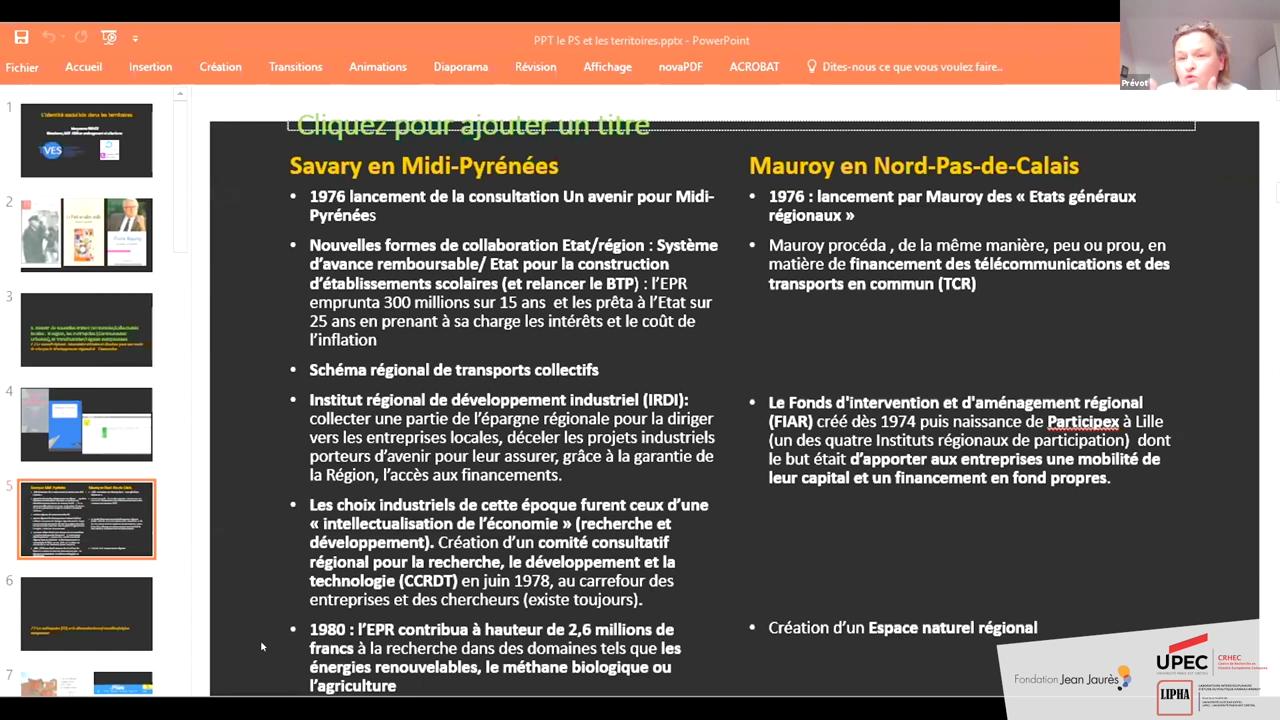 PPT le PS et les territoires.pptx - PowerPoint
Fichier
Accueil
Insertion
Création
Transitions
Animations
Diaporama
Révision
Affichage
novaPDF
ACROBAT
Dites-nous ce que vous voulez faire..
Prévot
1
2
3
4
5
6
7
Cliquez pour ajouter un titre
Savary en Midi-Pyrénées
• 1976 lancement de la consultation Un avenir pour Midi-
Pyrénées
• Nouvelles formes de collaboration Etat/région : Système
d'avance remboursable/ Etat pour la construction
d'établissements scolaires (et relancer le BTP) : l'EPR
emprunta 300 millions sur 15 ans et les prêta à l'Etat sur
25 ans en prenant à sa charge les intérêts et le coût de
l'inflation
• Schéma régional de transports collectifs
• Institut régional de développement industriel (IRDI):
collecter une partie de l'épargne régionale pour la diriger
vers les entreprises locales, déceler les projets industriels
porteurs d'avenir pour leur assurer, grâce à la garantie de
la Région, l'accès aux financements.
• Les choix industriels de cette époque furent ceux d'une
« intellectualisation de l'économie », (recherche et
développement). Création d'un comité consultatif
régional pour la recherche, le développement et la
technologie (CCRDT) en juin 1978, au carrefour des
entreprises et des chercheurs (existe toujours).
• 1980 : l'EPR contribua à hauteur de 2,6 millions de
francs à la recherche dans des domaines tels que les
énergies renouvelables, le méthane biologique ou
l'agriculture
Mauroy en Nord-Pas-de-Calais
• 1976 : lancement par Mauroy des « Etats généraux
régionaux »
• Mauroy procéda , de la même manière, peu ou prou, en
matière de financement des télécommunications et des
transports en commun (TCR)
Le Fonds d'intervention et d'aménagement régional
(FIAR) créé dès 1974 puis naissance de Participex à Lille
(un des quatre Instituts régionaux de participation) dont
le but était d'apporter aux entreprises une mobilité de
leur capital et un financement en fond propres.
• Création d'un Espace naturel régional
Fondation Jean Jaurès
UPEC
CRHEC
LIPHA